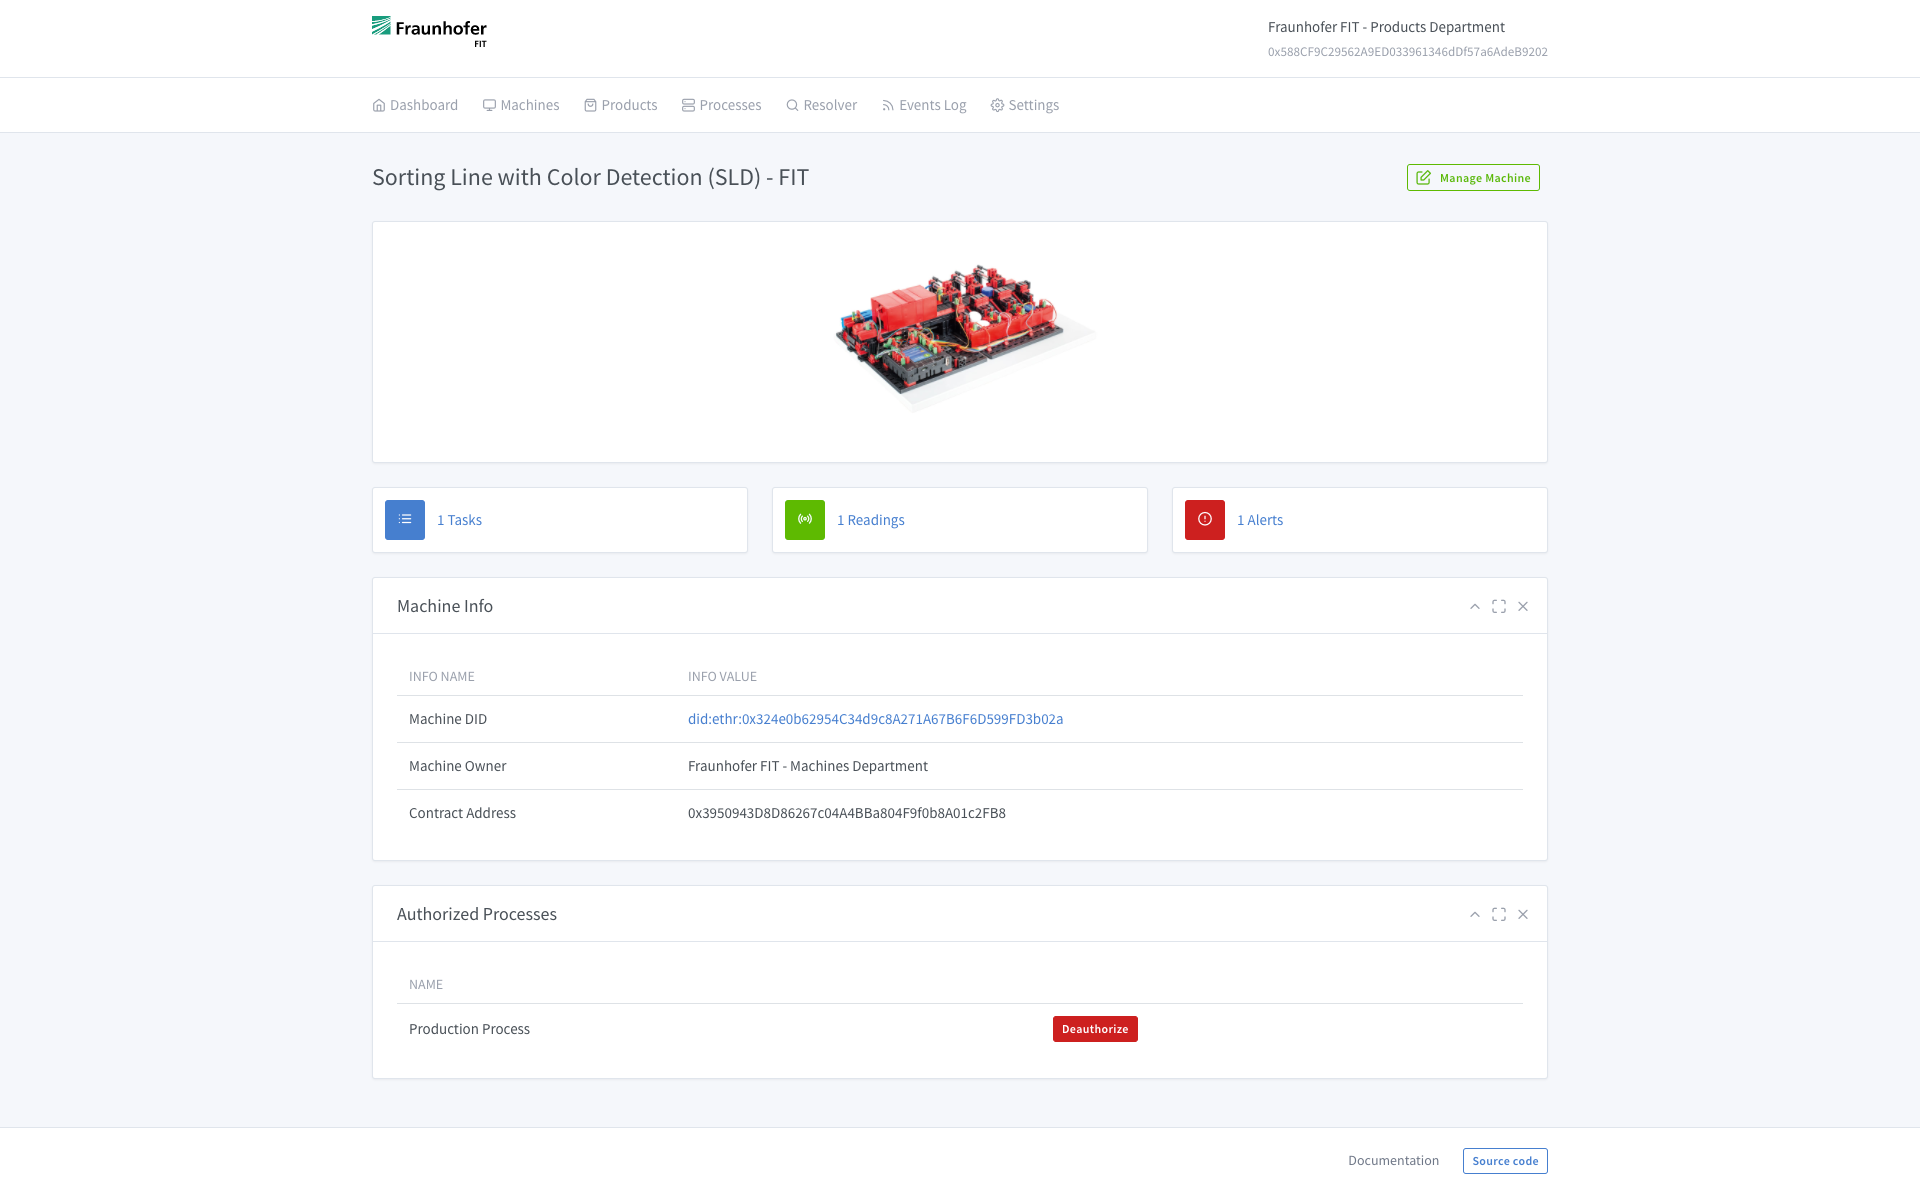 Fraunhofer
FIT
Fraunhofer FIT - Products Department
0x588CF9C29562A9ED033961346dDf57a6AdeB9202
Dashboard Machines Products Processes Resolver Events Log Settings
Sorting Line with Color Detection (SLD) - FIT
Manage Machine
1 Tasks
1 Readings
1 Alerts
Machine Info
INFO NAME INFO VALUE
Machine DID did:ethr:0x324e0b62954C34d9c8A271A67B6F6D599FD3b02a
Machine Owner Fraunhofer FIT - Machines Department
Contract Address 0x3950943D8D86267c04A4BBa804F9f0b8A01c2FB8
Authorized Processes
NAME
Production Process Deauthorize
Documentation Source code